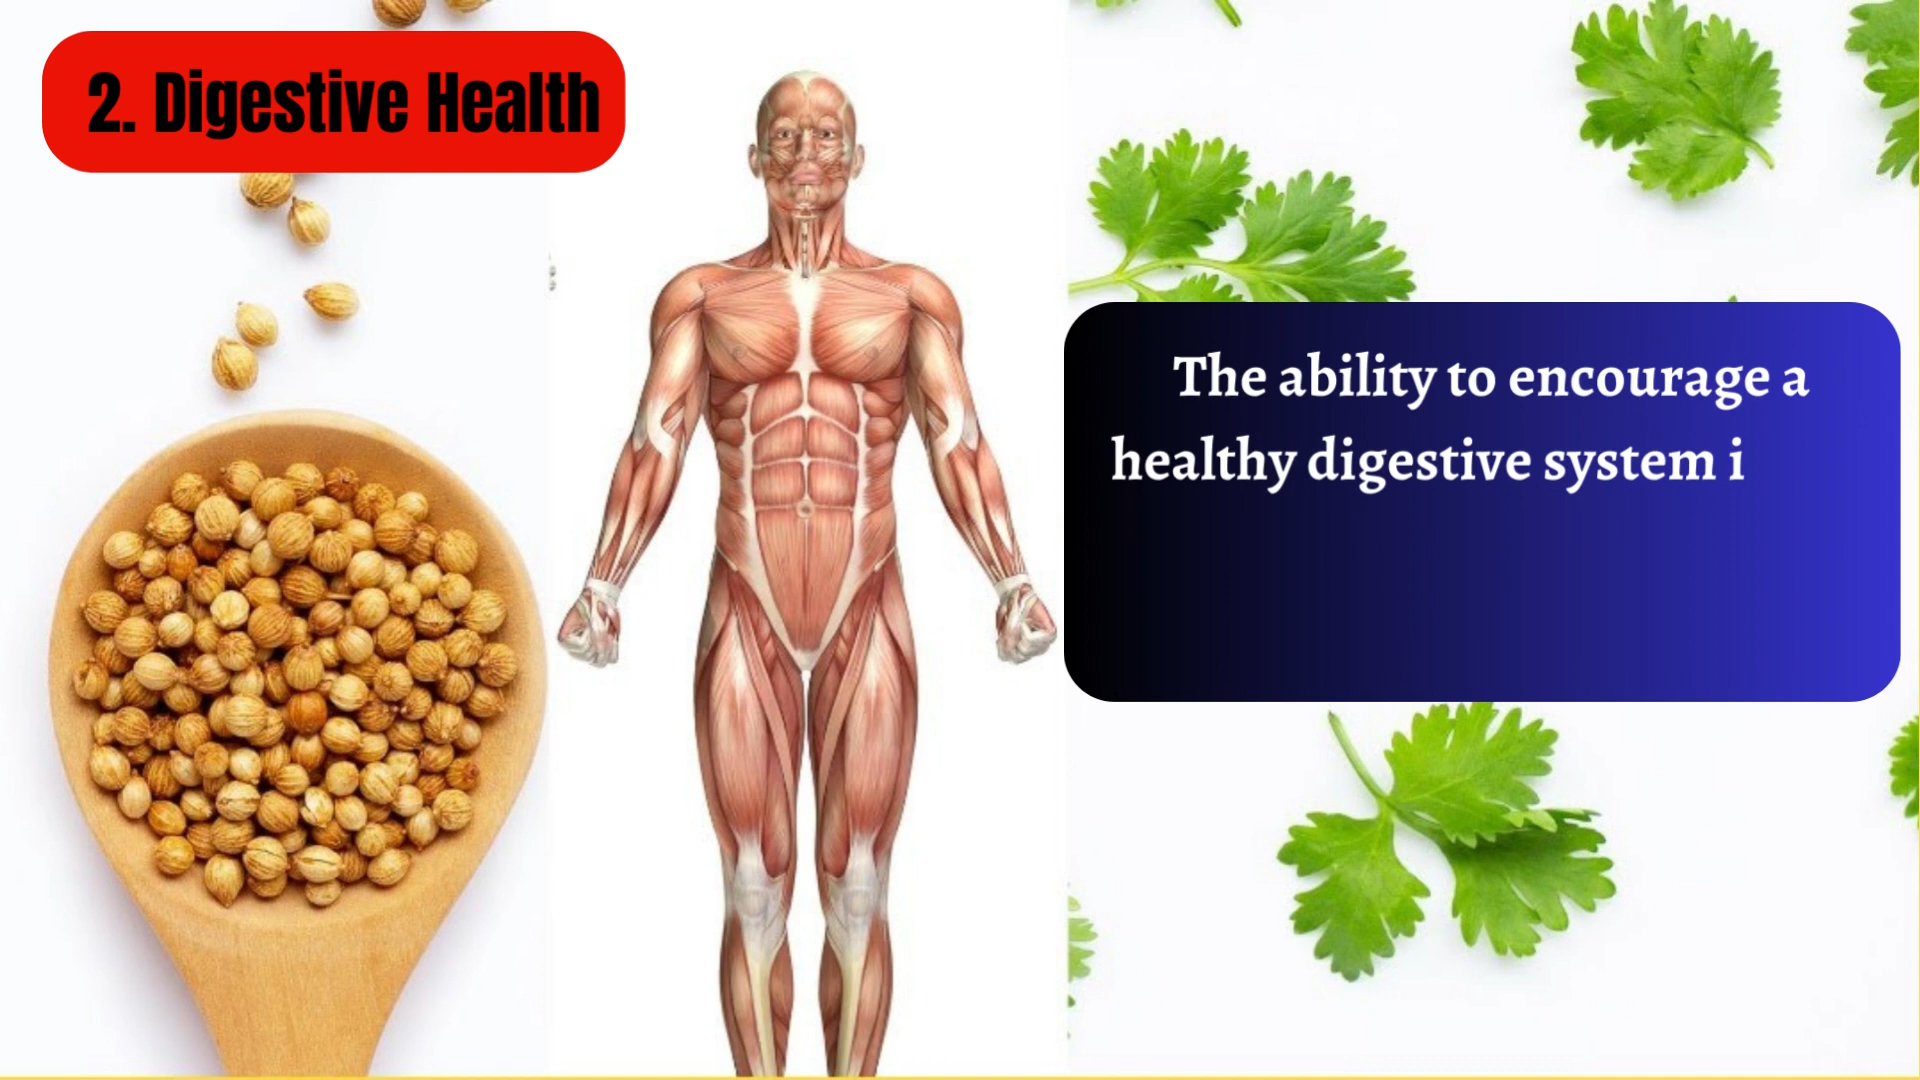 2. Digestive Health
The ability to encourage a
healthy digestive system i